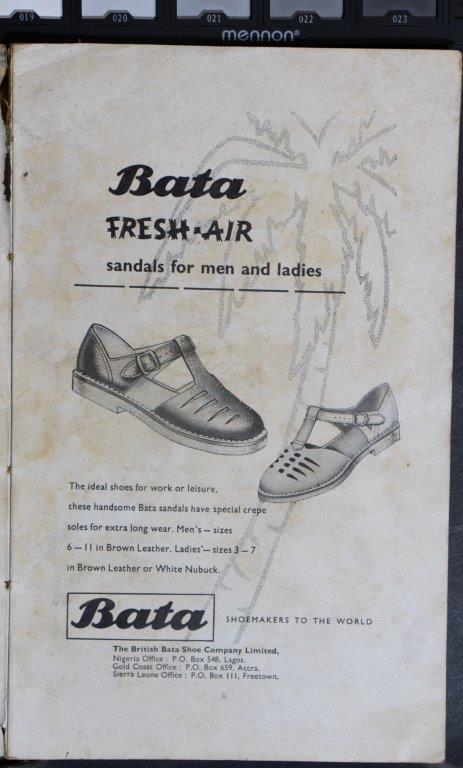 019 020 021 022 023
mennon®
Bata
FRESH-AIR
sandals for men and ladies
The ideal shoes for work or leisure,
these handsome Bata sandals have special crepe
soles for extra long wear. Men's — sizes
6 — 11 in Brown Leather. Ladies'— sizes 3 – 7
in Brown Leather or White Nubuck.
Bata SHOEMAKERS TO THE WORLD
The British Bata Shoe Company Limited,
Nigeria Office : P.O. Box 548, Lagos.
Gold Coast Office : P.O. Box 659, Accra.
Sierra Leone Office : P.O. Box 111, Freetown.
ii